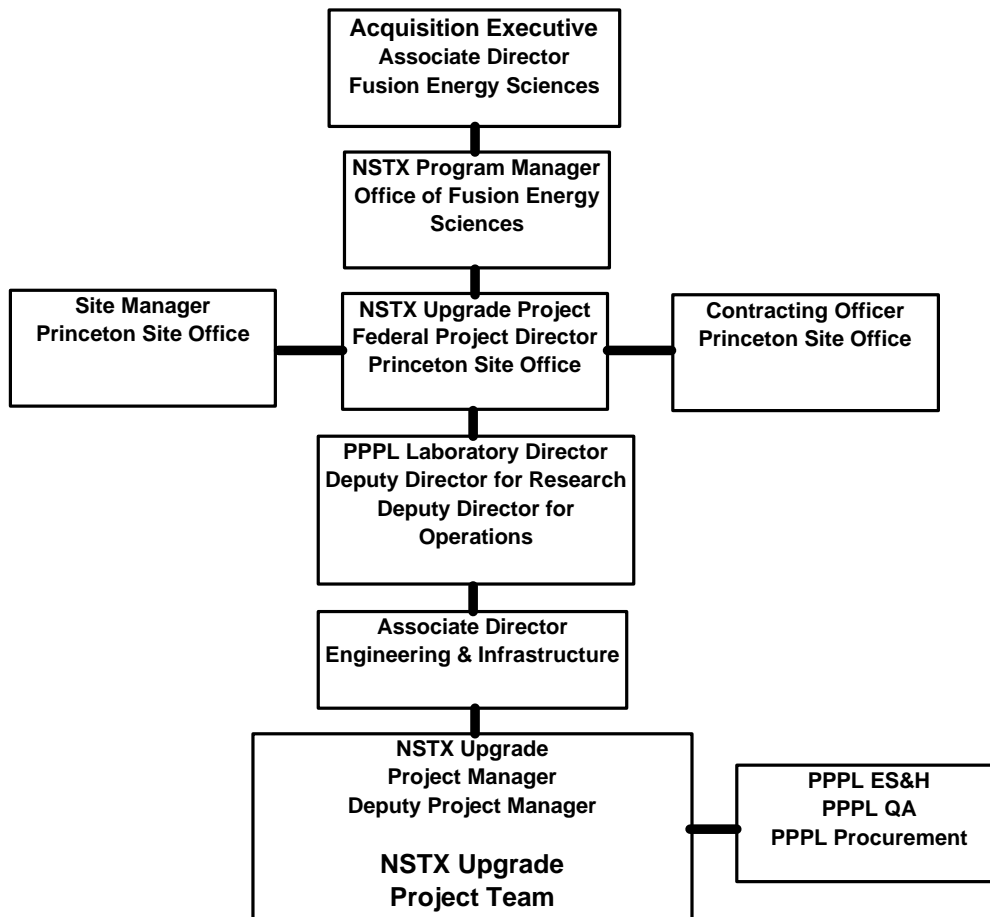 Acquisition Executive
Associate Director
Fusion Energy Sciences
NSTX Program Manager
Office of Fusion Energy
Sciences
Site Manager
Princeton Site Office
NSTX Upgrade Project
Federal Project Director
Princeton Site Office
Contracting Officer
Princeton Site Office
PPPL Laboratory Director
Deputy Director for Research
Deputy Director for
Operations
Associate Director
Engineering & Infrastructure
NSTX Upgrade
Project Manager
Deputy Project Manager
NSTX Upgrade
Project Team
PPPL ES&H
PPPL QA
PPPL Procurement